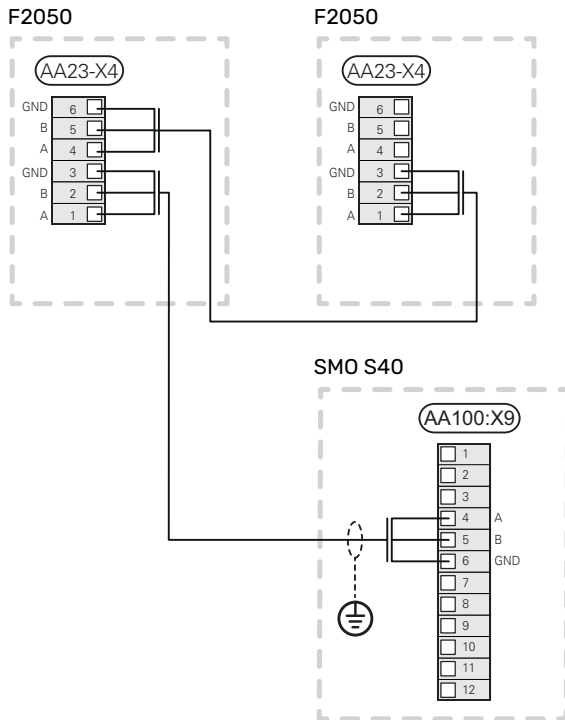 F2050
AA23-X4
GND 6
B 5
A 4
GND 3
B 2
A 1
F2050
AA23-X4
GND 6
B 5
A 4
GND 3
B 2
A 1
SMO S40
AA100:X9
1
2
3
4 A
5 B
6 GND
7
8
9
10
11
12